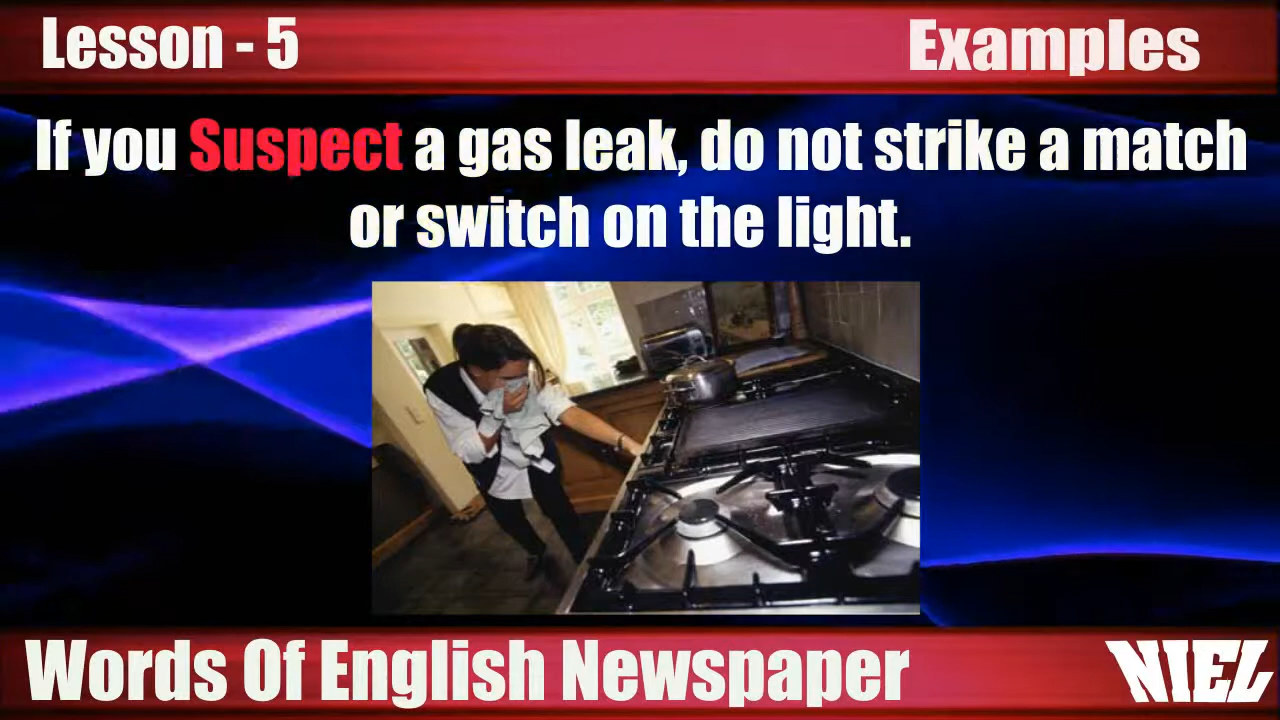 Lesson - 5
Examples
If you Suspect a gas leak, do not strike a match
or switch on the light.
Words Of English Newspaper
NIEL